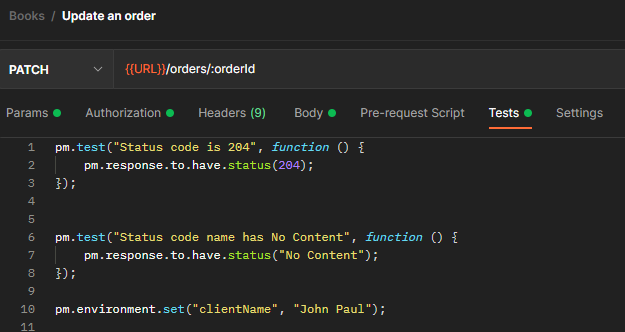 Books / Update an order
PATCH {{URL}}/orders/:orderId
Params Authorization Headers (9) Body Pre-request Script Tests Settings
1 pm.test("Status code is 204", function () {
2 pm.response.to.have.status(204);
3 });
4
5
6 pm.test("Status code name has No Content", function () {
7 pm.response.to.have.status("No Content");
8 });
9
10 pm.environment.set("clientName", "John Paul");
11